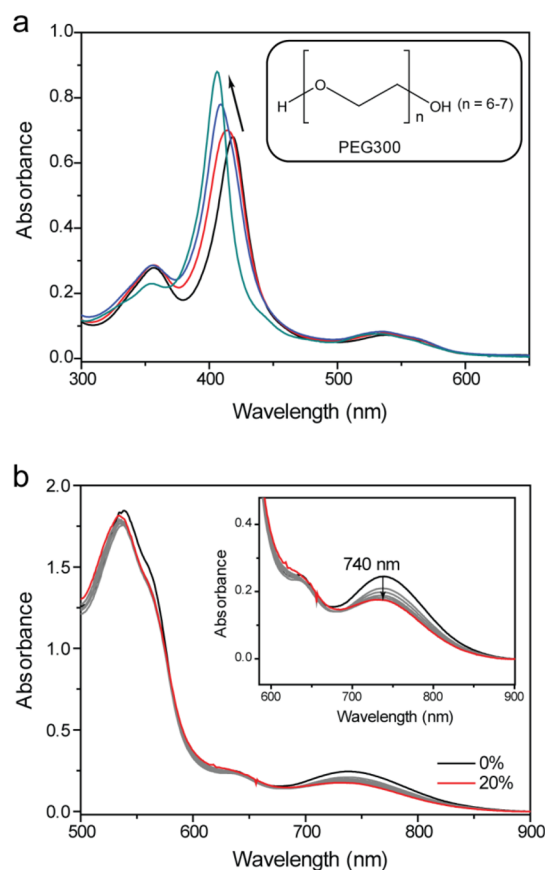 a
1.0
0.8
0.6
0.4
0.2
0.0
Absorbance
H
O
n
OH (n = 6-7)
PEG300
300 400 500 600
Wavelength (nm)
b
2.0
1.5
1.0
0.5
0.0
Absorbance
0.4
0.2
0.0
Absorbance
740 nm
600 700 800 900
Wavelength (nm)
0%
20%
500 600 700 800 900
Wavelength (nm)